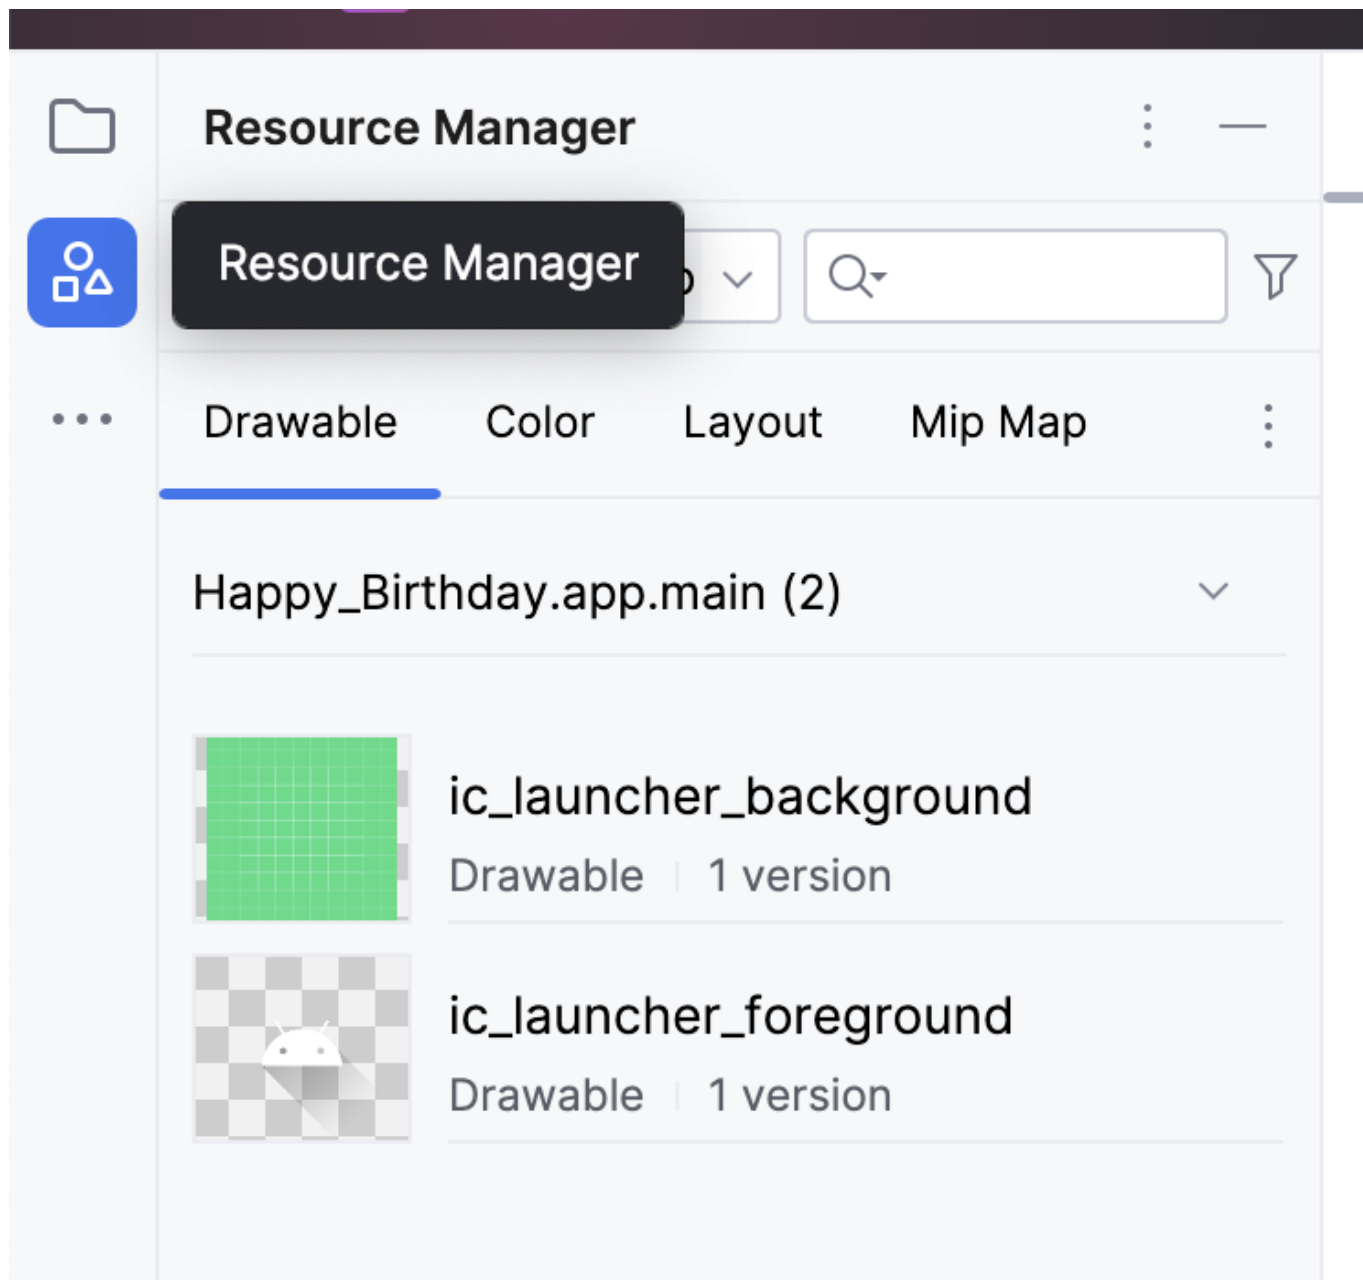 Resource Manager
Resource Manager
Drawable Color Layout Mip Map
Happy_Birthday.app.main (2)
ic_launcher_background
Drawable 1 version
ic_launcher_foreground
Drawable 1 version